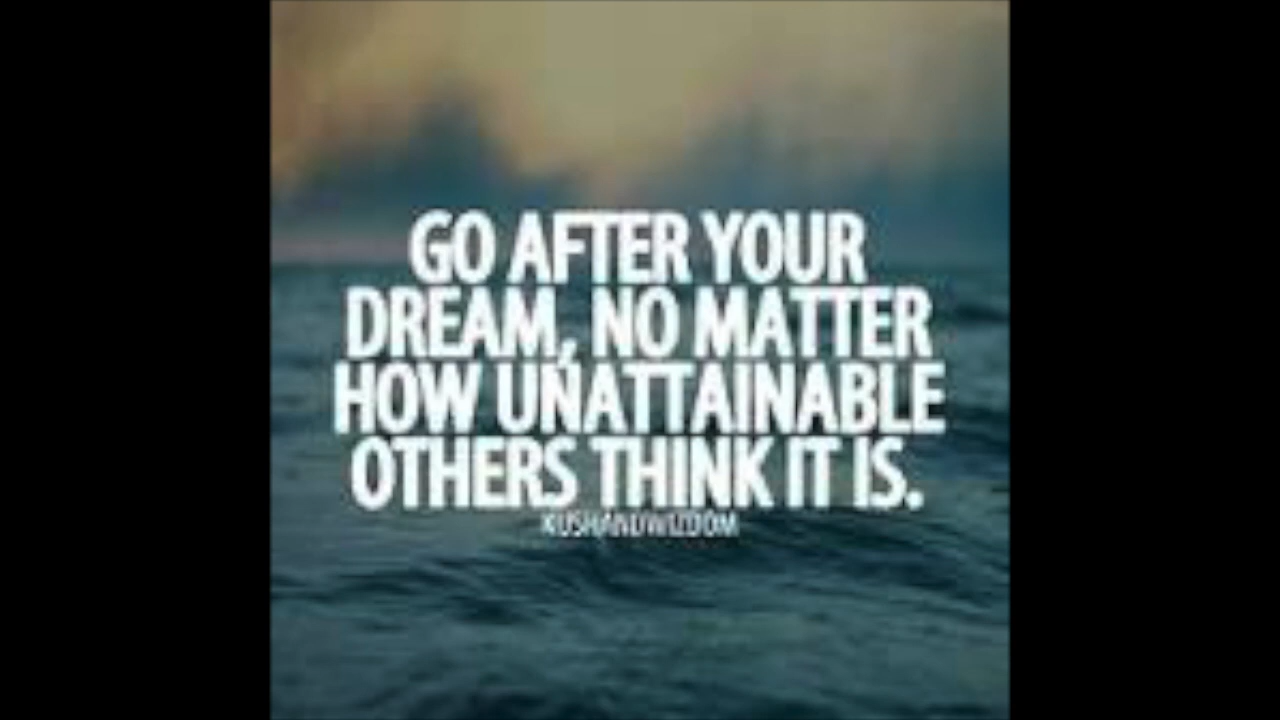 GO AFTER YOUR
DREAM, NO MATTER
HOW UNATTAINABLE
OTHERS THINK IT IS.
KUSHANDWIZDOM